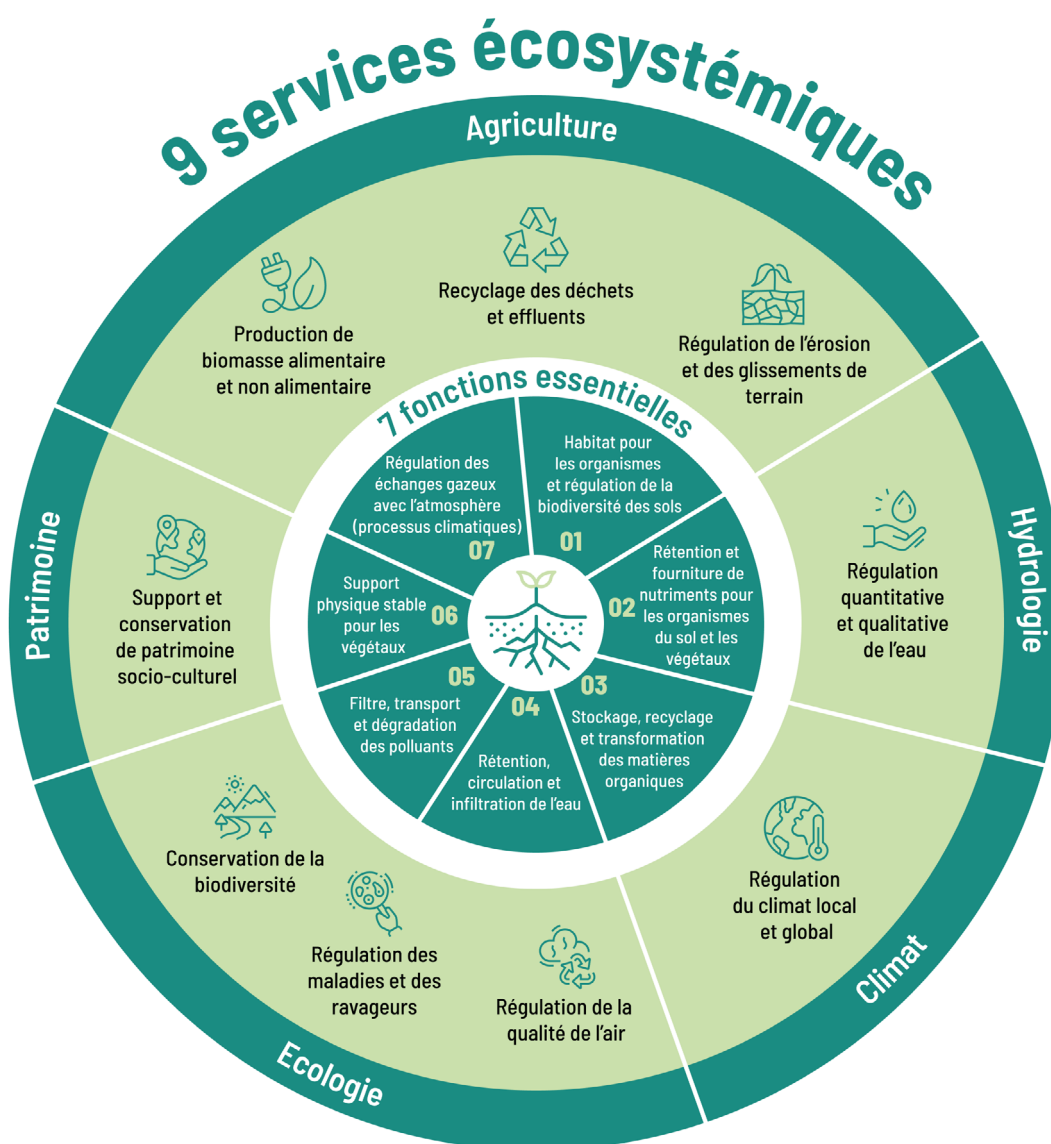 9 services écosystémiques
Agriculture
Production de
biomasse alimentaire
et non alimentaire
Recyclage des déchets
et effluents
Régulation de l'érosion
et des glissements de
terrain
Hydrologie
Régulation
quantitative
et qualitative
de l'eau
Climat
Régulation
du climat local
et global
Ecologie
Régulation de la
qualité de l'air
Régulation des
maladies et des
ravageurs
Conservation de la
biodiversité
Patrimoine
Support et
conservation
de patrimoine
socio-culturel
7 fonctions essentielles
Habitat pour
les organismes
et régulation de la
biodiversité des sols
01
Rétention et
fourniture de
nutriments pour
les organismes
du sol et les
végétaux
02
03
Stockage, recyclage
et transformation
des matières
organiques
04
Rétention,
circulation et
infiltration de l'eau
05
Filtre, transport
et dégradation
des polluants
06
Support
physique stable
pour les
végétaux
Régulation des
échanges gazeux
avec l'atmosphère
(processus climatiques)
07